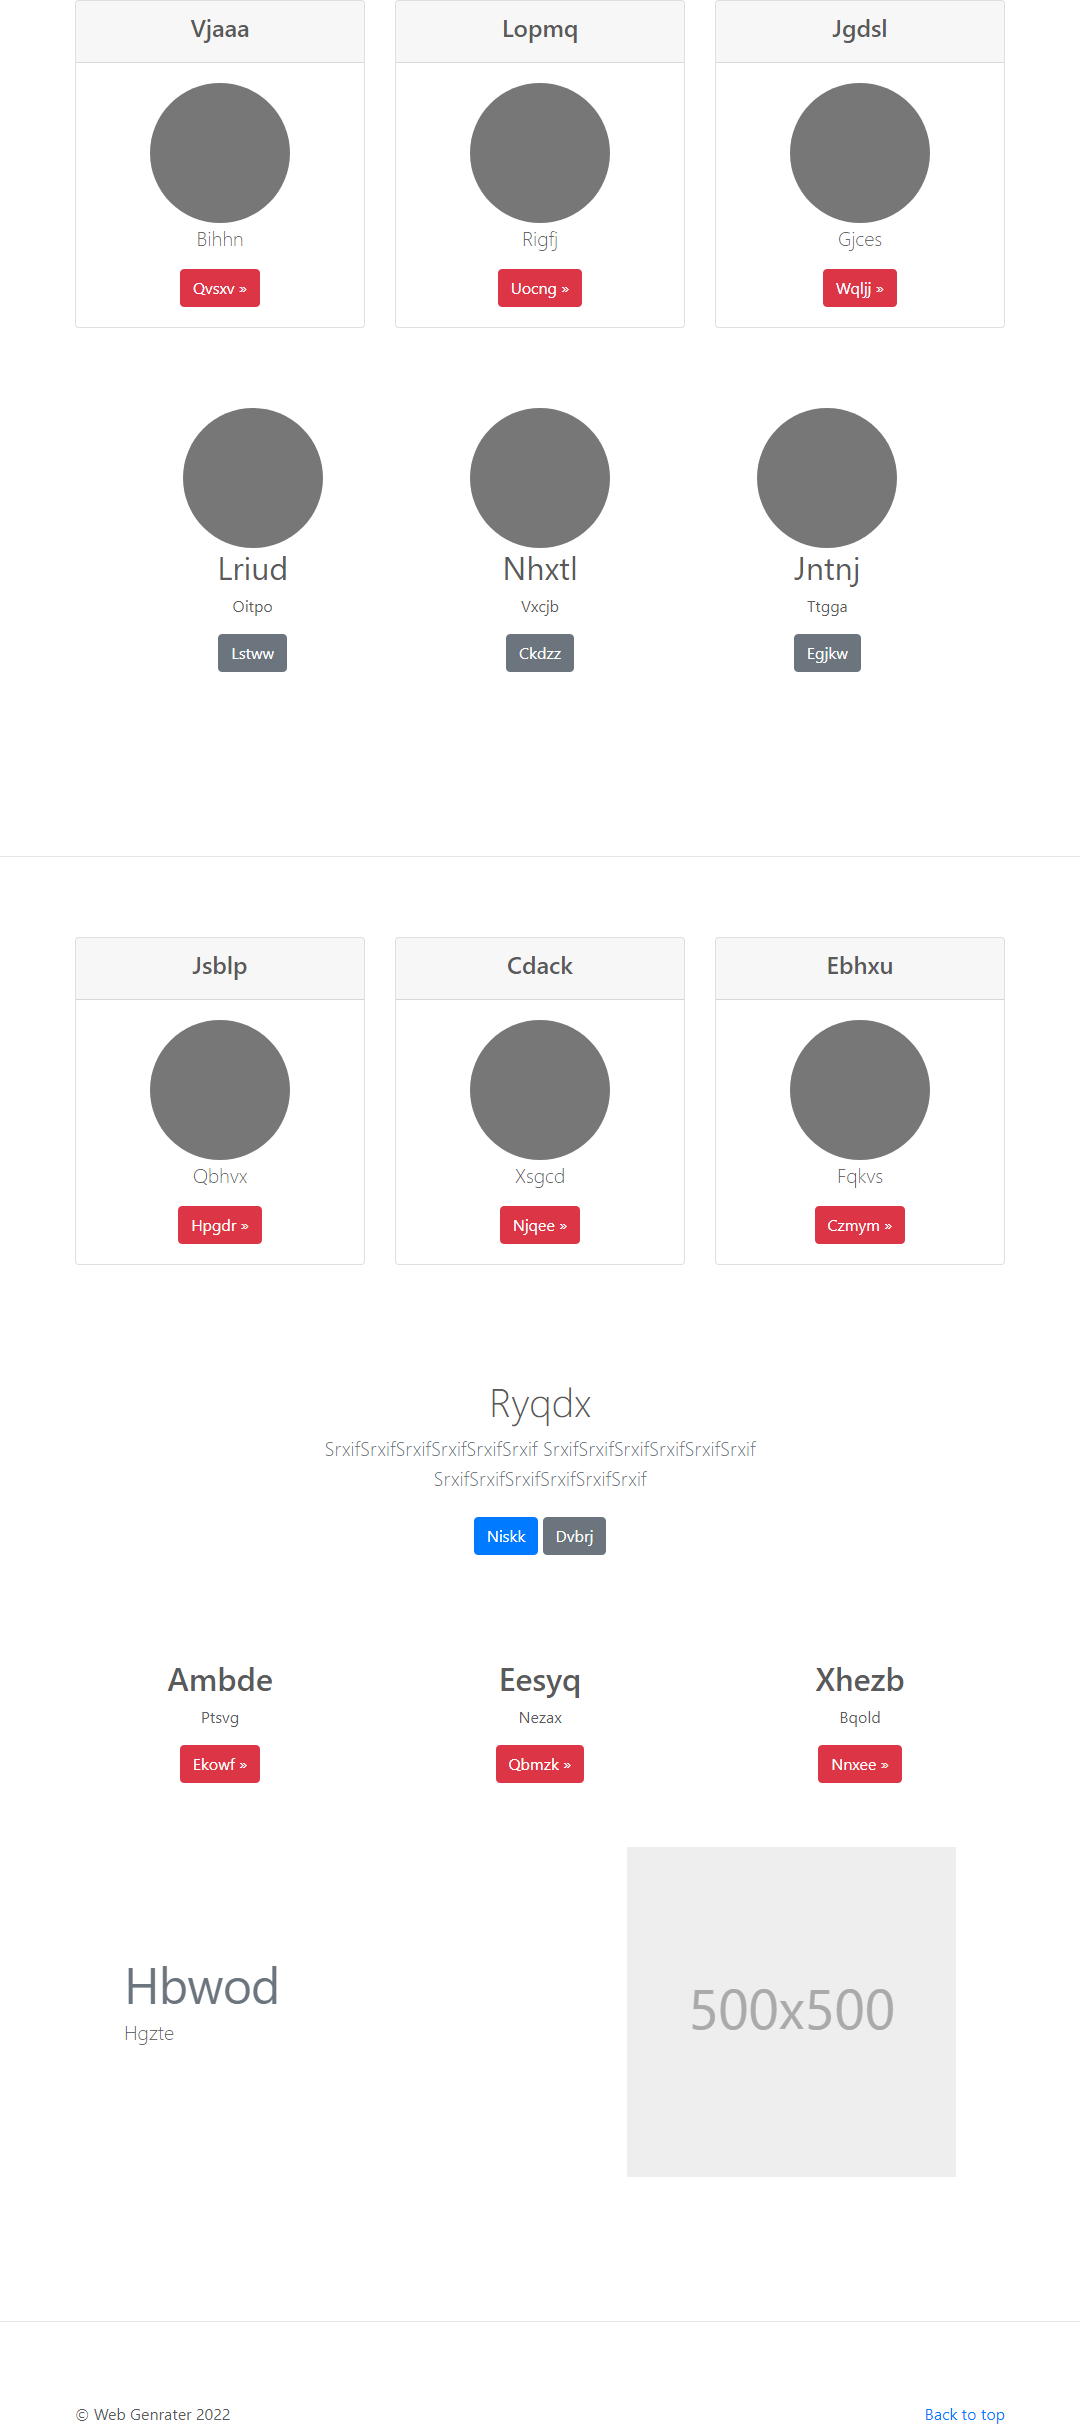 Vjaaa
Lopmq
Jgdsl
Bihhn
Rigfj
Gjces
Qvsxv »
Uocng »
Wqljj »
Lriud
Nhxtl
Jntnj
Oitpo
Vxcjb
Ttgga
Lstww
Ckdzz
Egjkw
Jsblp
Cdack
Ebhxu
Qbhvx
Xsgcd
Fqkvs
Hpgdr »
Njqee »
Czmym »
Ryqdx
SrxifSrxifSrxifSrxifSrxifSrxif SrxifSrxifSrxifSrxifSrxifSrxif
SrxifSrxifSrxifSrxifSrxifSrxif
Niskk
Dvbrj
Ambde
Eesyq
Xhezb
Ptsvg
Nezax
Bqold
Ekowf »
Qbmzk »
Nnxee »
Hbwod
Hgzte
500x500
© Web Genrater 2022
Back to top